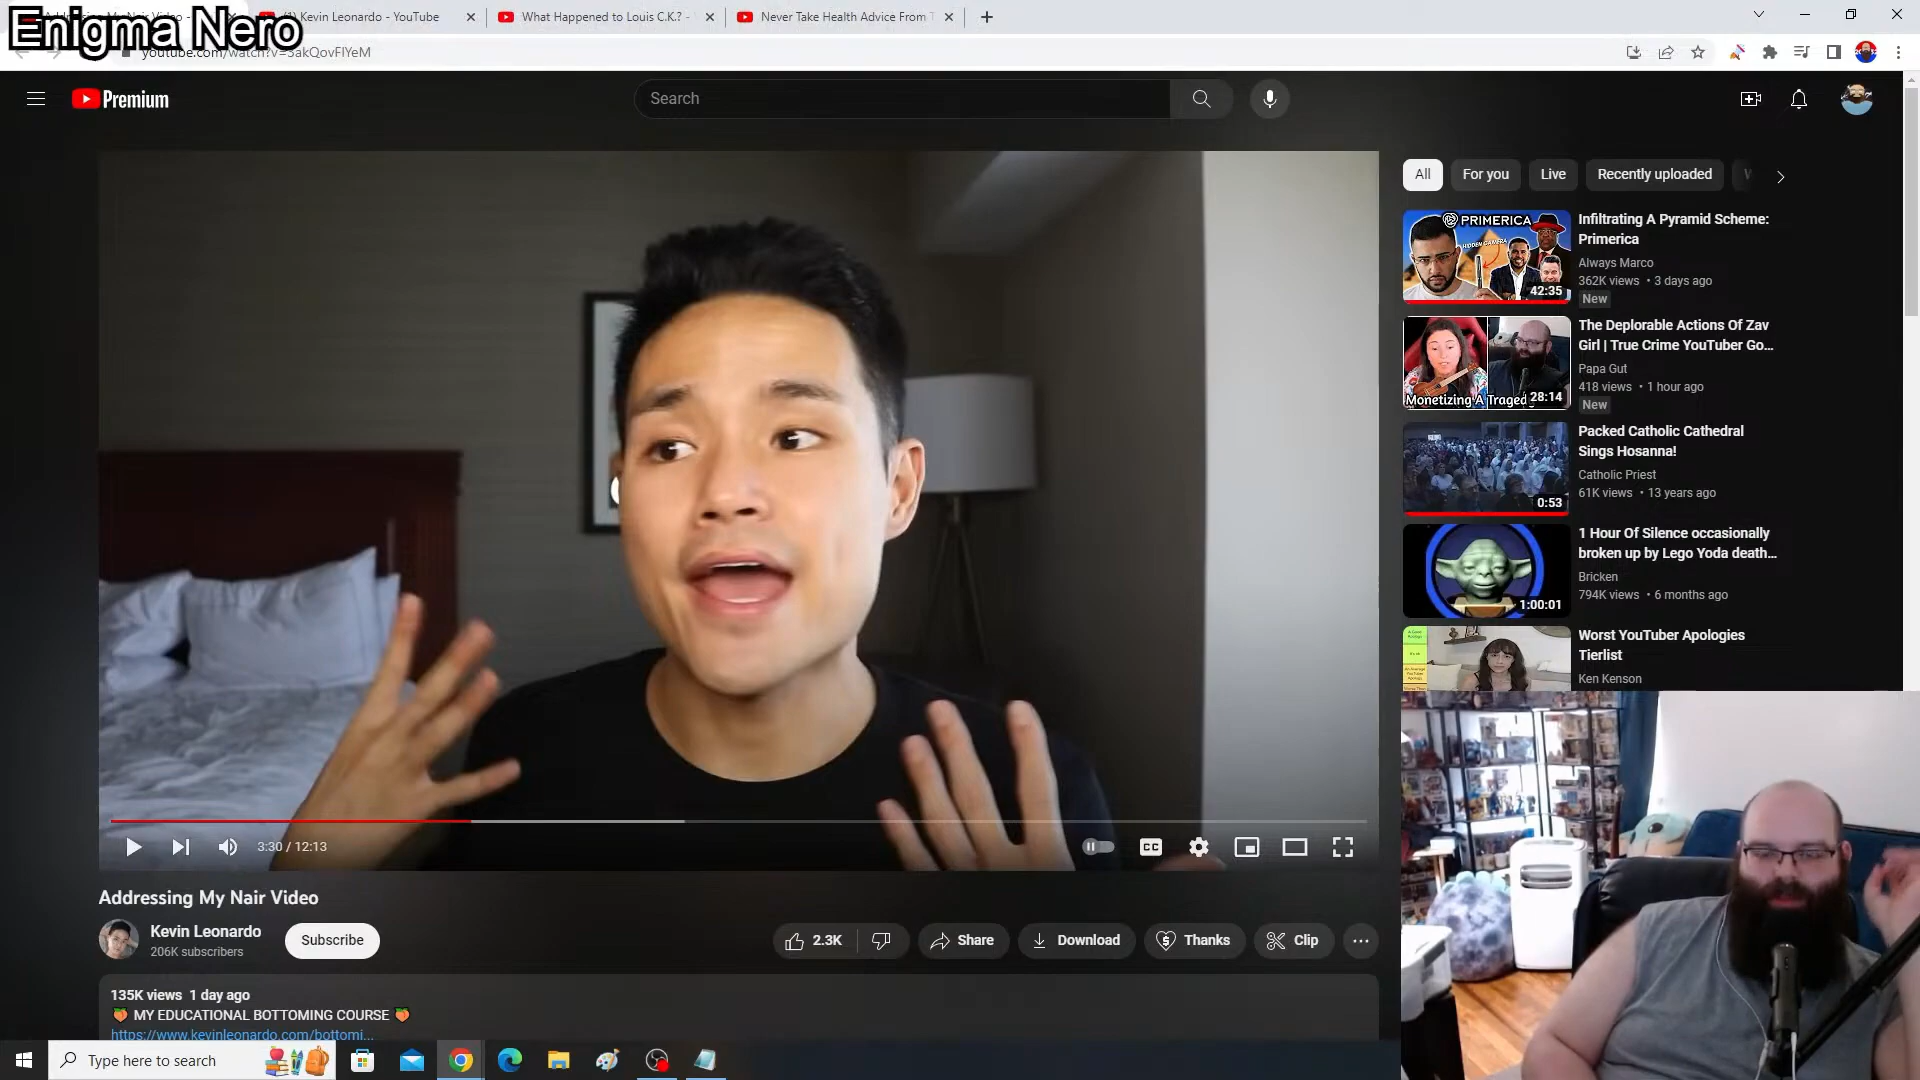 Enigma Nero
(1) Kevin Leonardo - YouTube
What Happened to Louis C.K.? -
Never Take Health Advice From T
youtube.com/watch?v=3akQovFlYeM
Premium
Search
All
For you
Live
Recently uploaded
W
PRIMERICA
HIDDEN CAMERA
42:35
Infiltrating A Pyramid Scheme:
Primerica
Always Marco
362K views • 3 days ago
New
Monetizing A Traged
28:14
The Deplorable Actions Of Zav
Girl | True Crime YouTuber Go...
Papa Gut
418 views • 1 hour ago
New
0:53
Packed Catholic Cathedral
Sings Hosanna!
Catholic Priest
61K views • 13 years ago
1:00:01
1 Hour Of Silence occasionally
broken up by Lego Yoda death...
Bricken
794K views • 6 months ago
Worst YouTuber Apologies
Tierlist
Ken Kenson
3:30 / 12:13
CC
Addressing My Nair Video
Kevin Leonardo
206K subscribers
Subscribe
2.3K
Share
Download
Thanks
Clip
135K views 1 day ago
MY EDUCATIONAL BOTTOMING COURSE
https://www.kevinleonardo.com/bottomi...
Type here to search